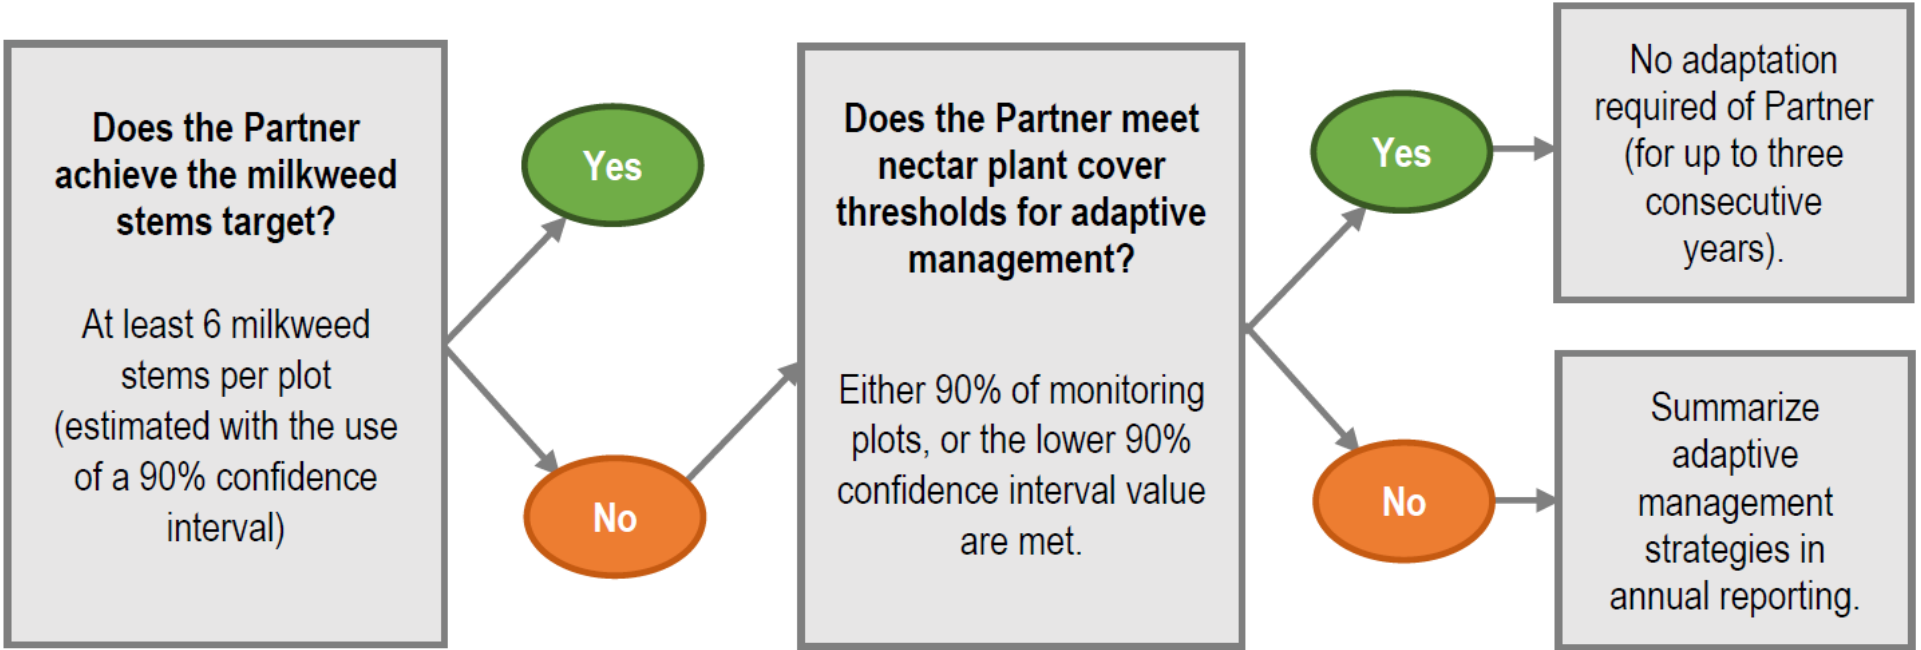 Does the Partner
achieve the milkweed
stems target?
At least 6 milkweed
stems per plot
(estimated with the use
of a 90% confidence
interval)
Yes
No
Does the Partner meet
nectar plant cover
thresholds for adaptive
management?
Either 90% of monitoring
plots, or the lower 90%
confidence interval value
are met.
Yes
No
No adaptation
required of Partner
(for up to three
consecutive
years).
Summarize
adaptive
management
strategies in
annual reporting.